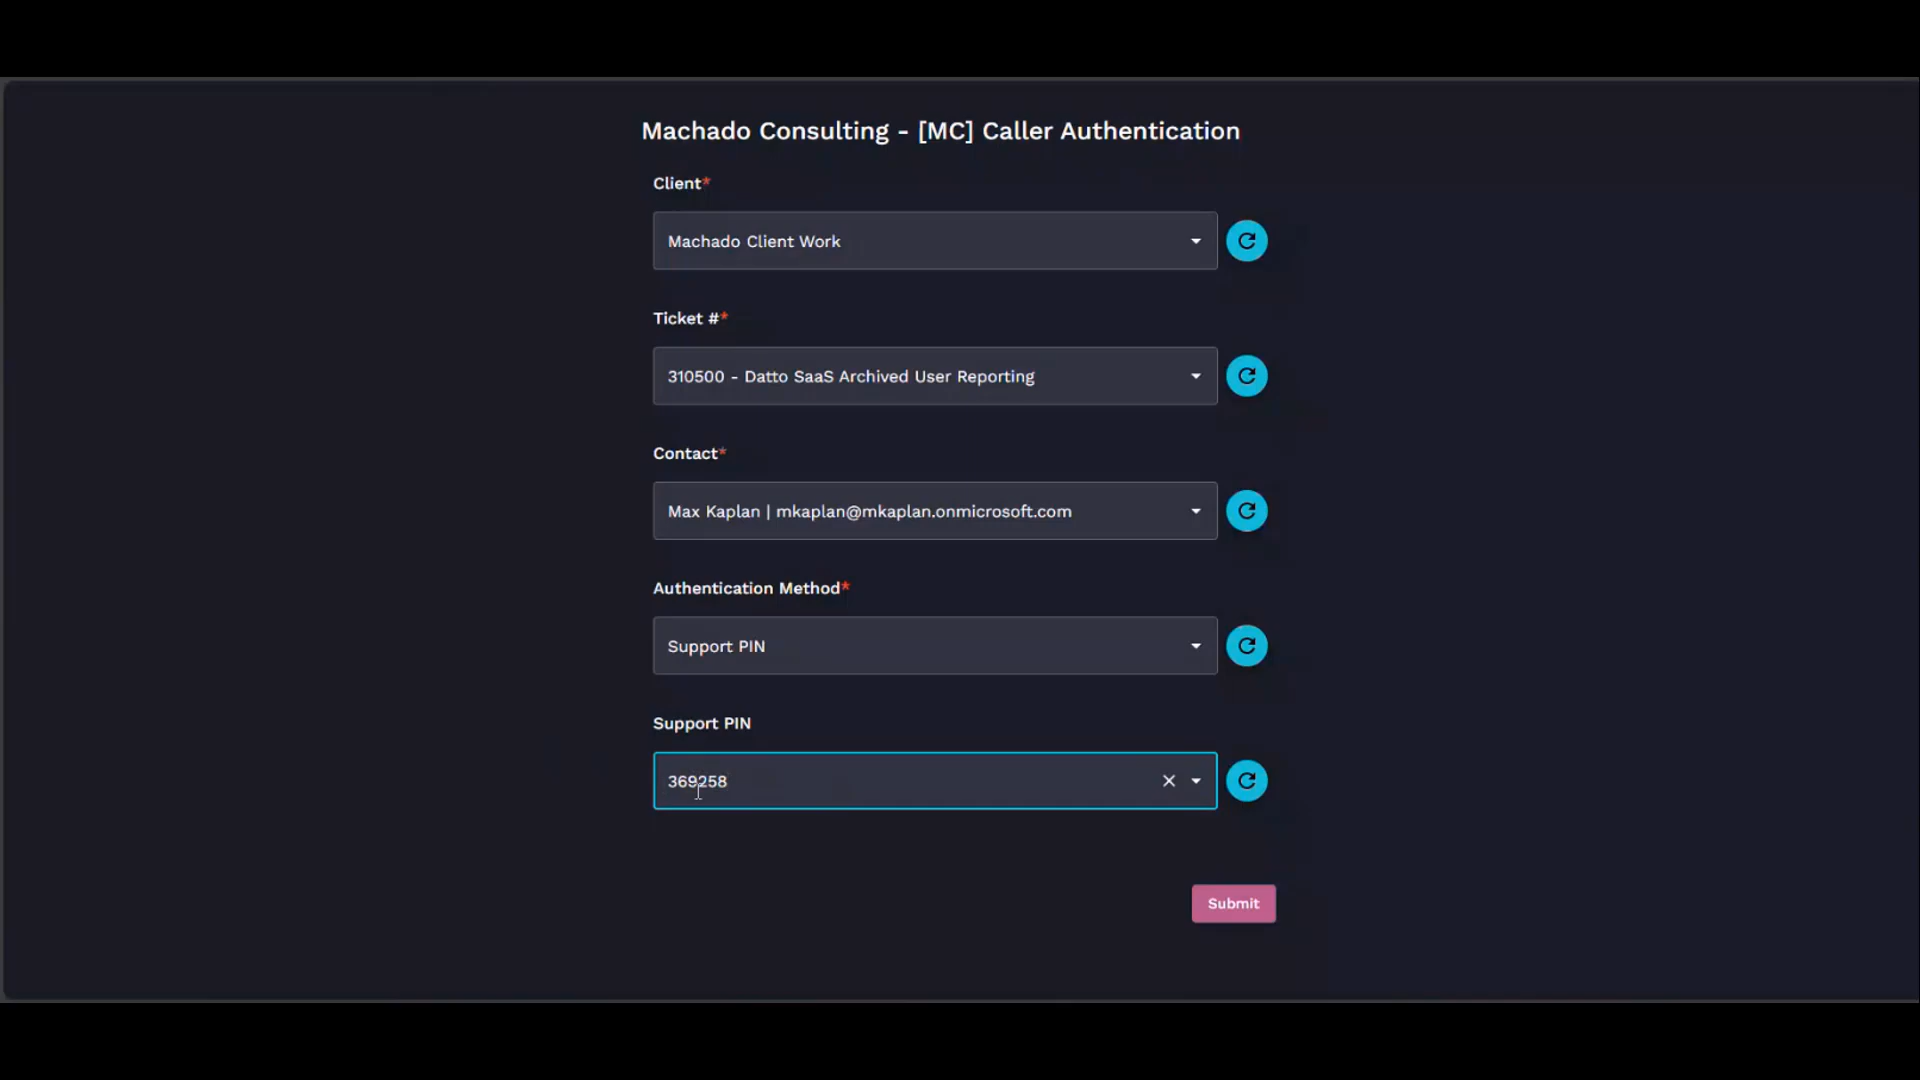 Machado Consulting - [MC] Caller Authentication
Client*
Machado Client Work
Ticket #*
310500 - Datto SaaS Archived User Reporting
Contact*
Max Kaplan | mkaplan@mkaplan.onmicrosoft.com
Authentication Method*
Support PIN
Support PIN
369258
Submit